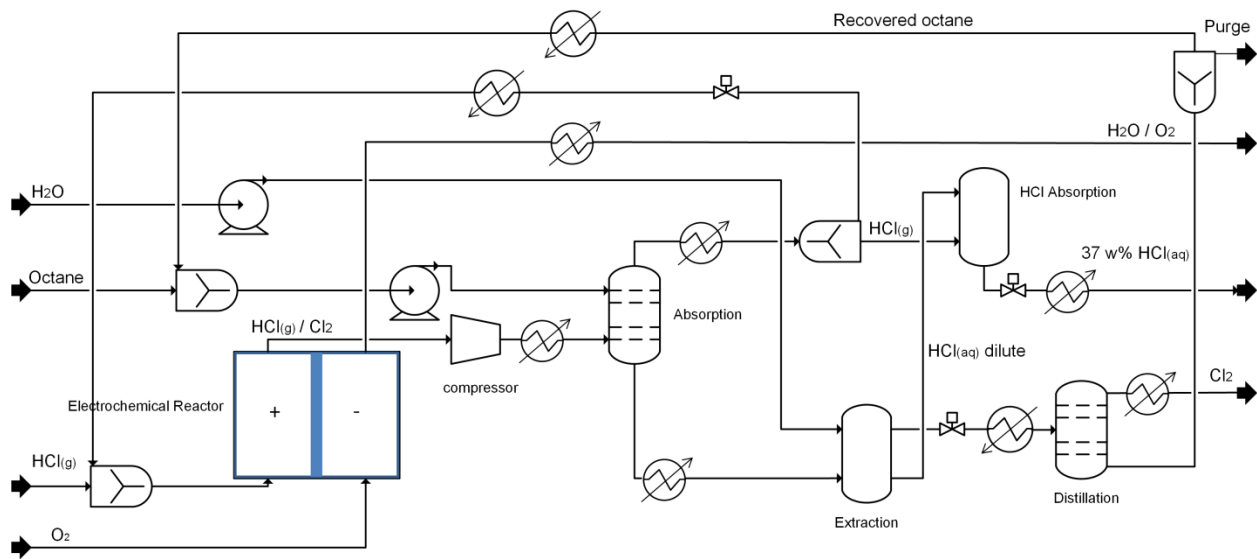 Recovered octane
Purge
H₂O / O₂
H₂O
HCl Absorption
HCl(g)
37 w% HCl(aq)
Octane
Absorption
HCl(g) / Cl₂
HCl(aq) dilute
compressor
Cl₂
Electrochemical Reactor
+
-
HCl(g)
Distillation
Extraction
O₂